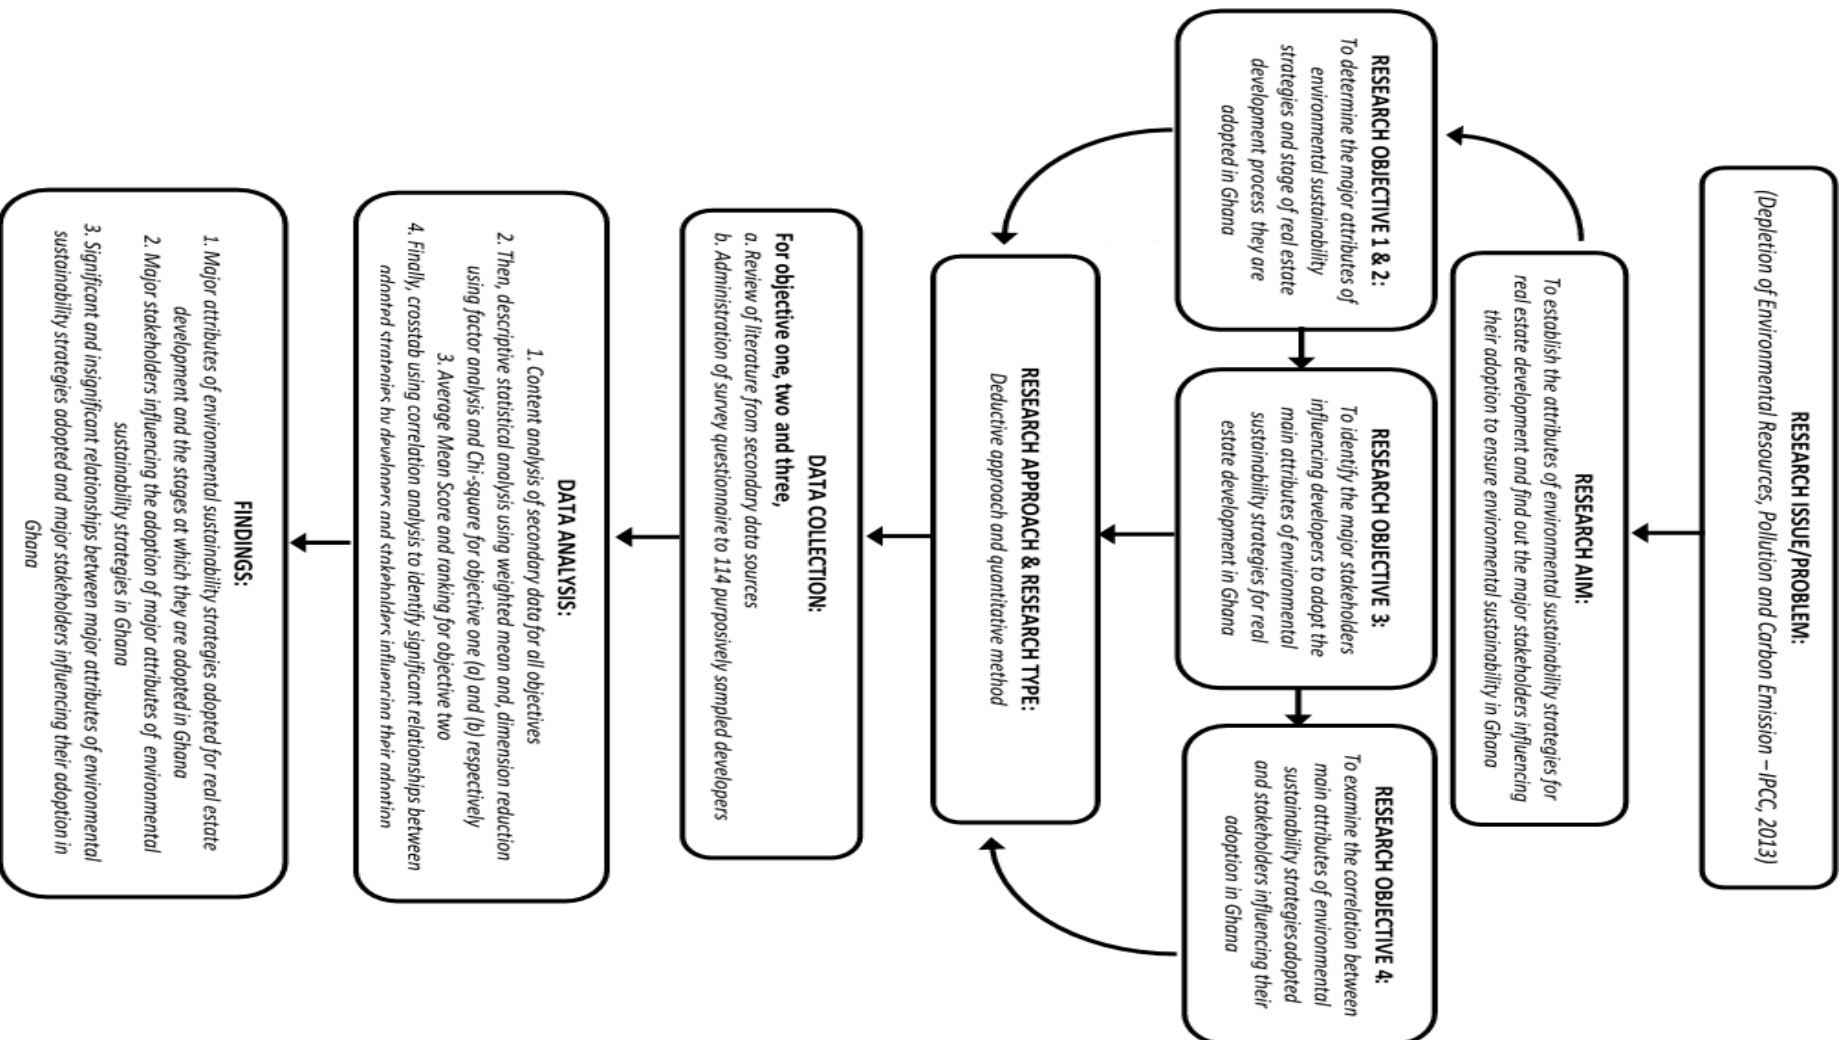 RESEARCH ISSUE/PROBLEM:
(Depletion of Environmental Resources, Pollution and Carbon Emission – IPCC, 2013)
RESEARCH AIM:
To establish the attributes of environmental sustainability strategies for
real estate development and find out the major stakeholders influencing
their adoption to ensure environmental sustainability in Ghana
RESEARCH OBJECTIVE 1 & 2:
To determine the major attributes of
environmental sustainability
strategies and stage of real estate
development process they are
adopted in Ghana
RESEARCH OBJECTIVE 3:
To identify the major stakeholders
influencing developers to adopt the
main attributes of environmental
sustainability strategies for real
estate development in Ghana
RESEARCH OBJECTIVE 4:
To examine the correlation between
main attributes of environmental
sustainability strategies adopted
and stakeholders influencing their
adoption in Ghana
RESEARCH APPROACH & RESEARCH TYPE:
Deductive approach and quantitative method
DATA COLLECTION:
For objective one, two and three,
a. Review of literature from secondary data sources
b. Administration of survey questionnaire to 114 purposively sampled developers
DATA ANALYSIS:
1. Content analysis of secondary data for all objectives
2. Then, descriptive statistical analysis using weighted mean and, dimension reduction
using factor analysis and Chi-square for objective one (a) and (b) respectively
3. Average Mean Score and ranking for objective two
4. Finally, crosstab using correlation analysis to identify significant relationships between
adopted strategies by developers and stakeholders influencing their adoption
FINDINGS:
1. Major attributes of environmental sustainability strategies adopted for real estate
development and the stages at which they are adopted in Ghana
2. Major stakeholders influencing the adoption of major attributes of environmental
sustainability strategies in Ghana
3. Significant and insignificant relationships between major attributes of environmental
sustainability strategies adopted and major stakeholders influencing their adoption in
Ghana